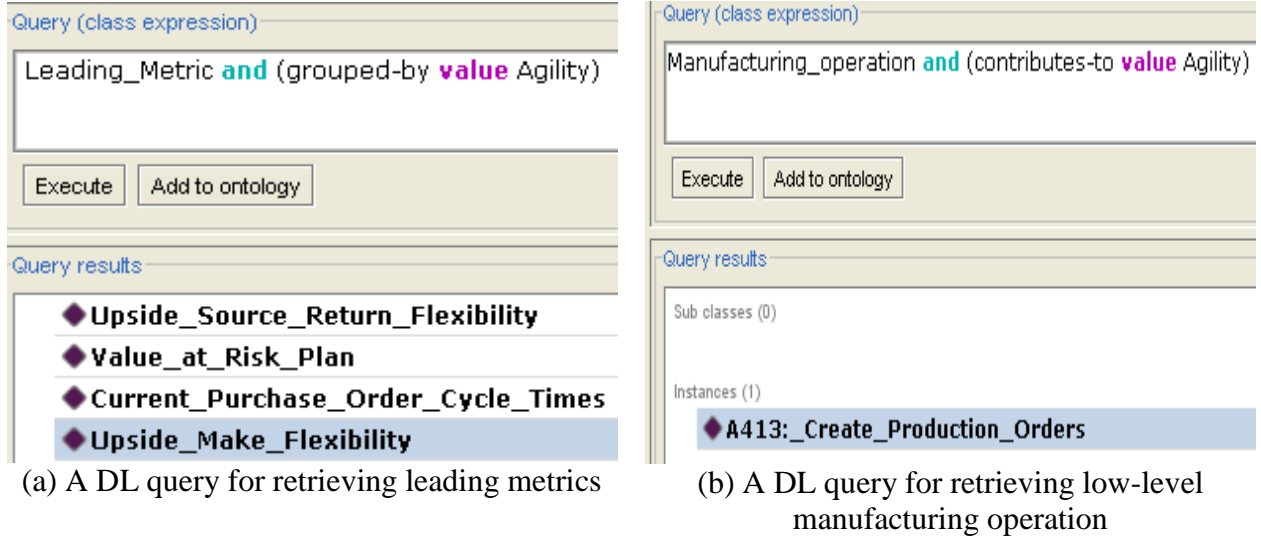 Query (class expression)
Leading_Metric and (grouped-by value Agility)
Execute
Add to ontology
Query results
Upside_Source_Return_Flexibility
Value_at_Risk_Plan
Current_Purchase_Order_Cycle_Times
Upside_Make_Flexibility
(a) A DL query for retrieving leading metrics
Query (class expression)
Manufacturing_operation and (contributes-to value Agility)
Execute
Add to ontology
Query results
Sub classes (0)
Instances (1)
A413:_Create_Production_Orders
(b) A DL query for retrieving low-level
manufacturing operation